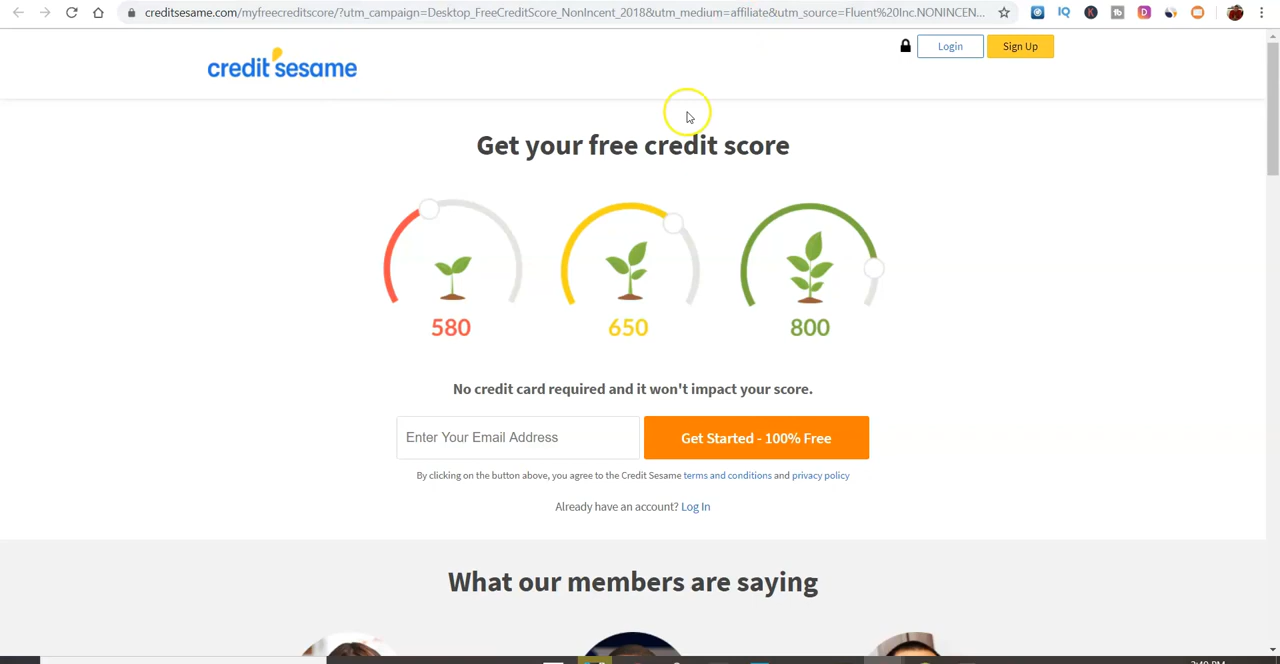 creditsesame.com/myfreecreditscore/?utm_campaign=Desktop_FreeCreditScore_NonIncent_2018&utm_medium=affiliate&utm_source=Fluent%20Inc.NONINCEN...
IQ
credit sesame
Login
Sign Up
Get your free credit score
580
650
800
No credit card required and it won't impact your score.
Enter Your Email Address
Get Started - 100% Free
By clicking on the button above, you agree to the Credit Sesame terms and conditions and privacy policy
Already have an account? Log In
What our members are saying